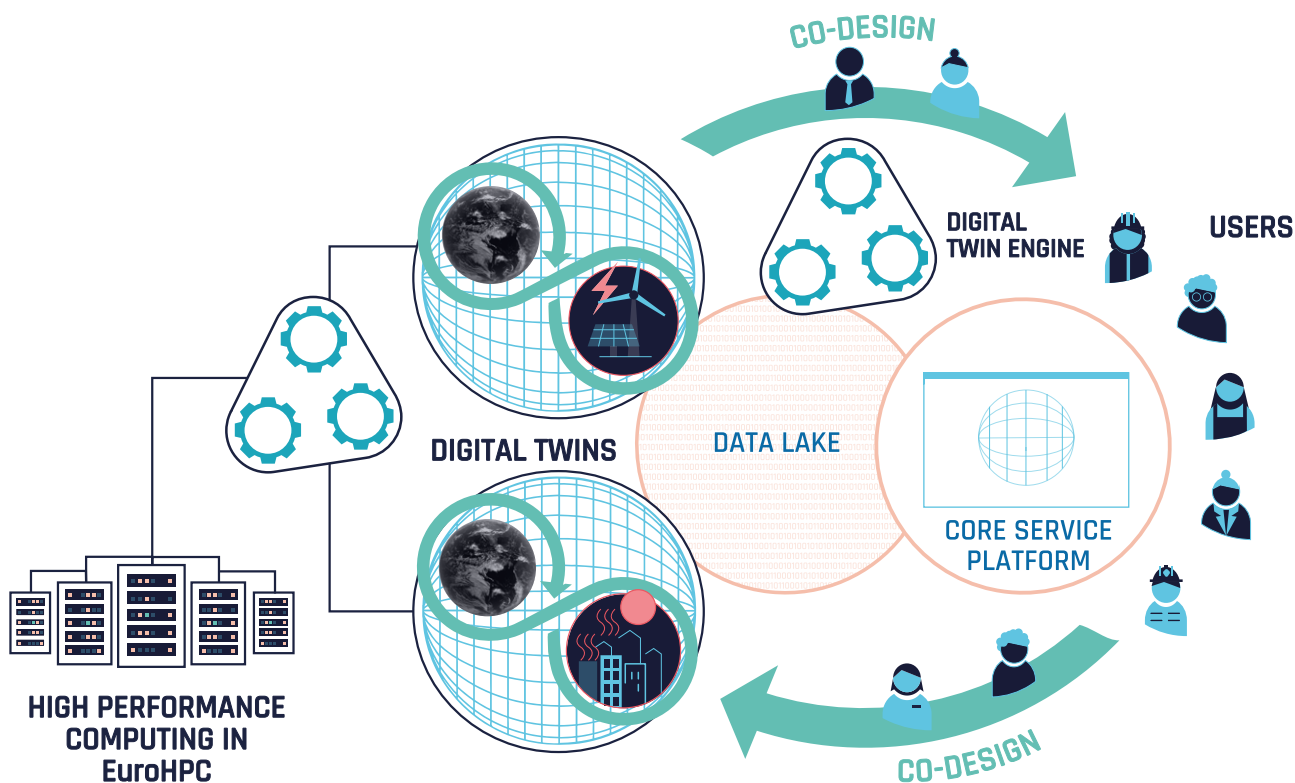 CO-DESIGN
DIGITAL
TWIN ENGINE
USERS
DIGITAL TWINS
DATA LAKE
CORE SERVICE
PLATFORM
HIGH PERFORMANCE
COMPUTING IN
EuroHPC
CO-DESIGN